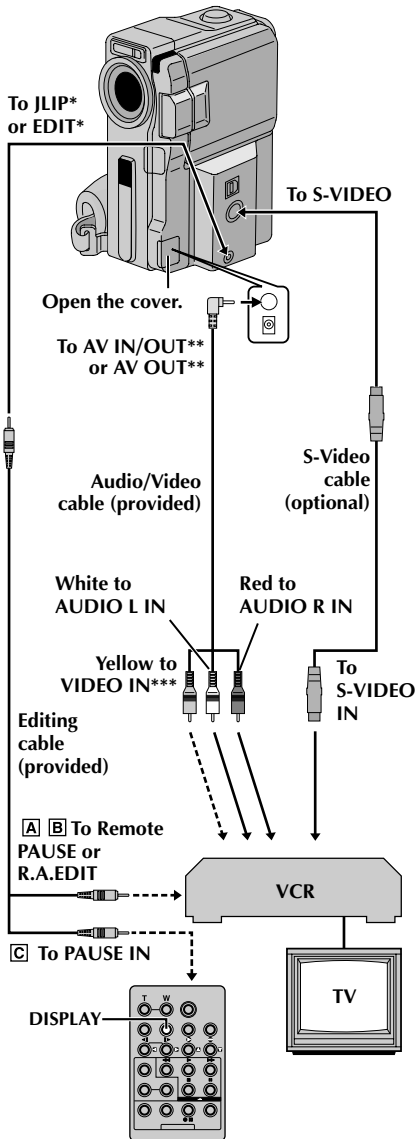 To JLIP*
or EDIT*
To S-VIDEO
Open the cover.
To AV IN/OUT**
or AV OUT**
Audio/Video
cable (provided)
S-Video
cable
(optional)
White to
AUDIO L IN
Red to
AUDIO R IN
Yellow to
VIDEO IN***
To
S-VIDEO
IN
Editing
cable
(provided)
A B To Remote
PAUSE or
R.A.EDIT
VCR
C To PAUSE IN
TV
DISPLAY
T W